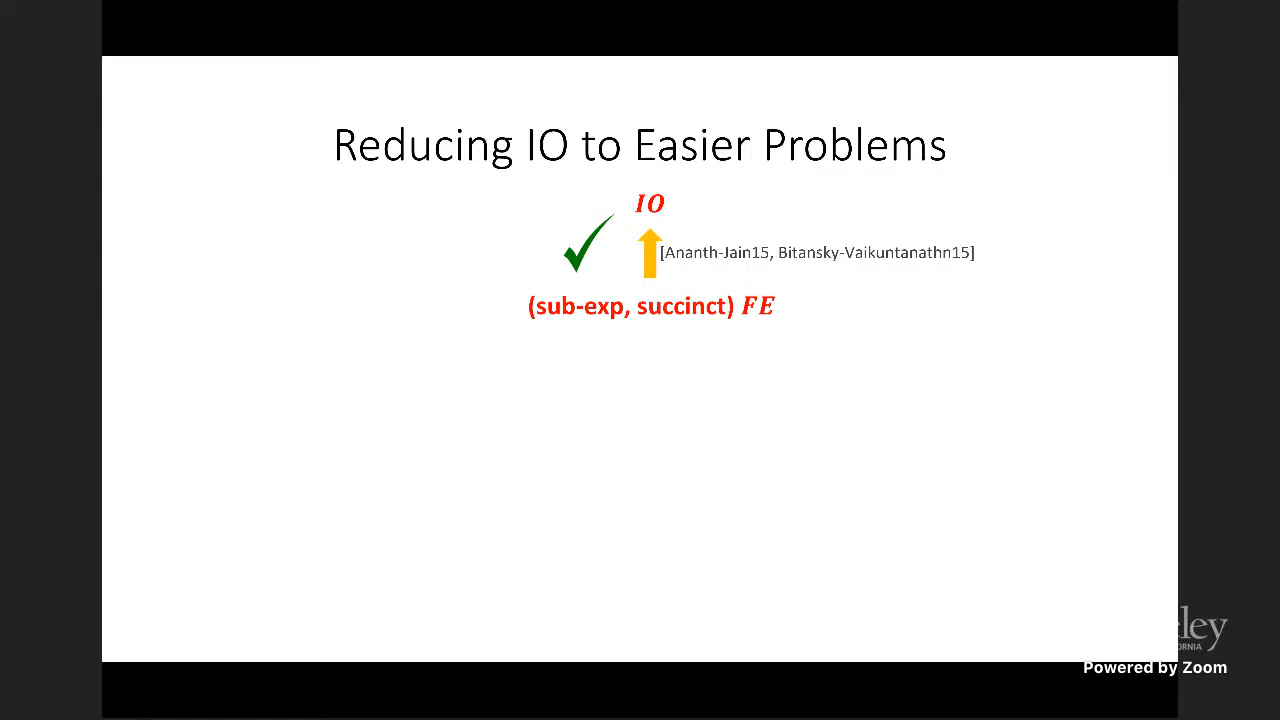 Reducing IO to Easier Problems
IO
[Ananth-Jain15, Bitansky-Vaikuntanathn15]
(sub-exp, succinct) FE
Powered by Zoom